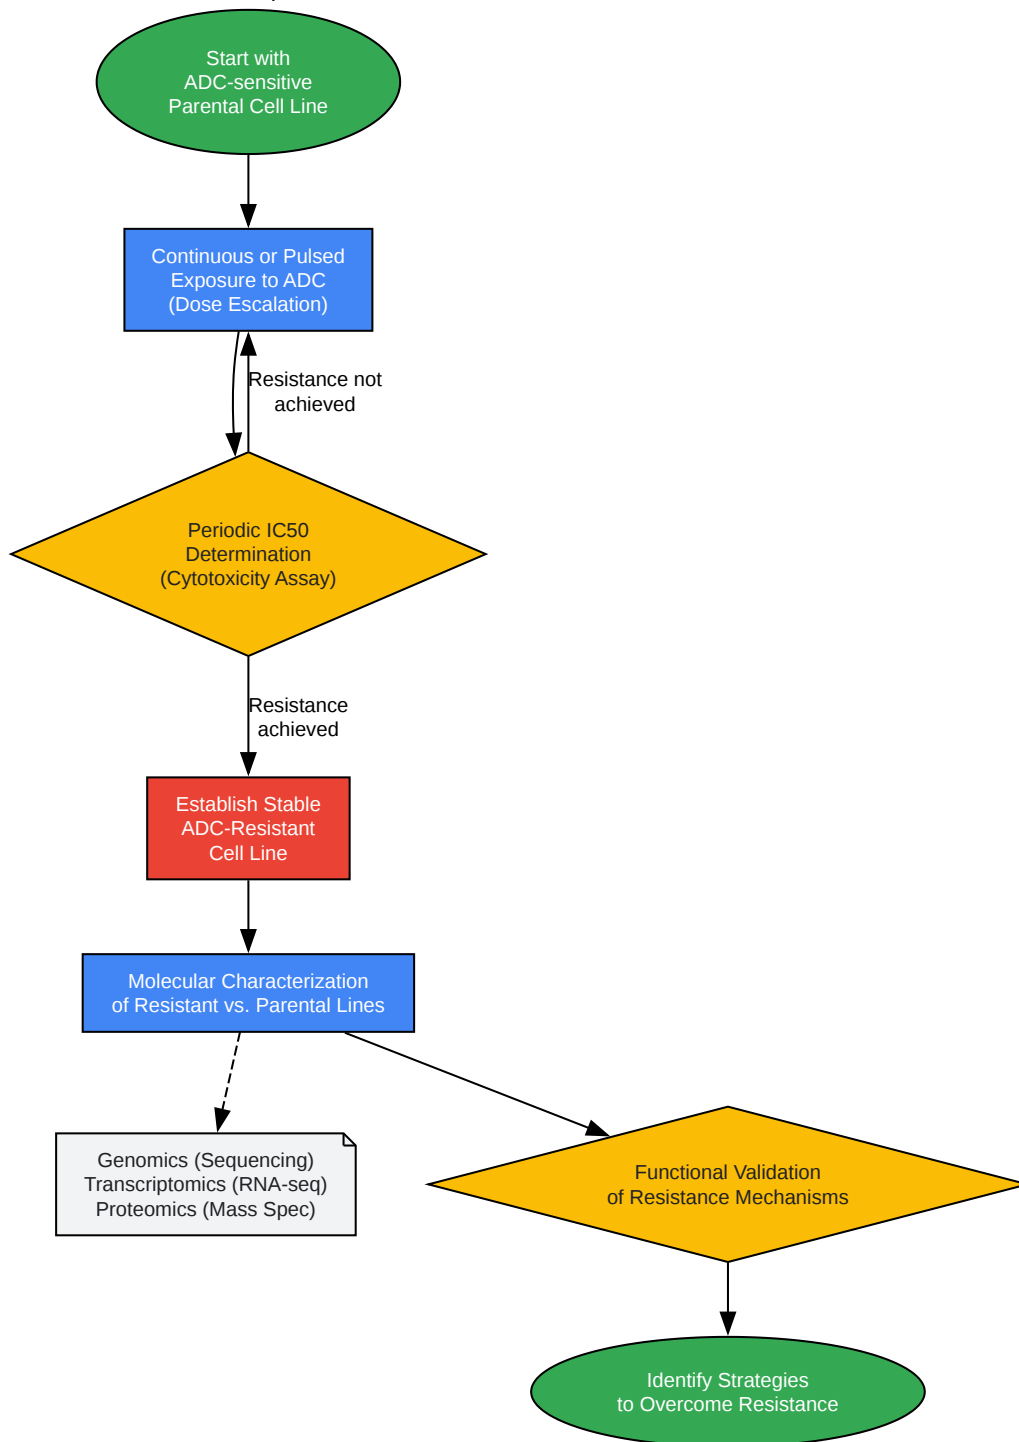 Start with
ADC-sensitive
Parental Cell Line
Continuous or Pulsed
Exposure to ADC
(Dose Escalation)
Resistance not
achieved
Periodic IC50
Determination
(Cytotoxicity Assay)
Resistance
achieved
Establish Stable
ADC-Resistant
Cell Line
Molecular Characterization
of Resistant vs. Parental Lines
Genomics (Sequencing)
Transcriptomics (RNA-seq)
Proteomics (Mass Spec)
Functional Validation
of Resistance Mechanisms
Identify Strategies
to Overcome Resistance